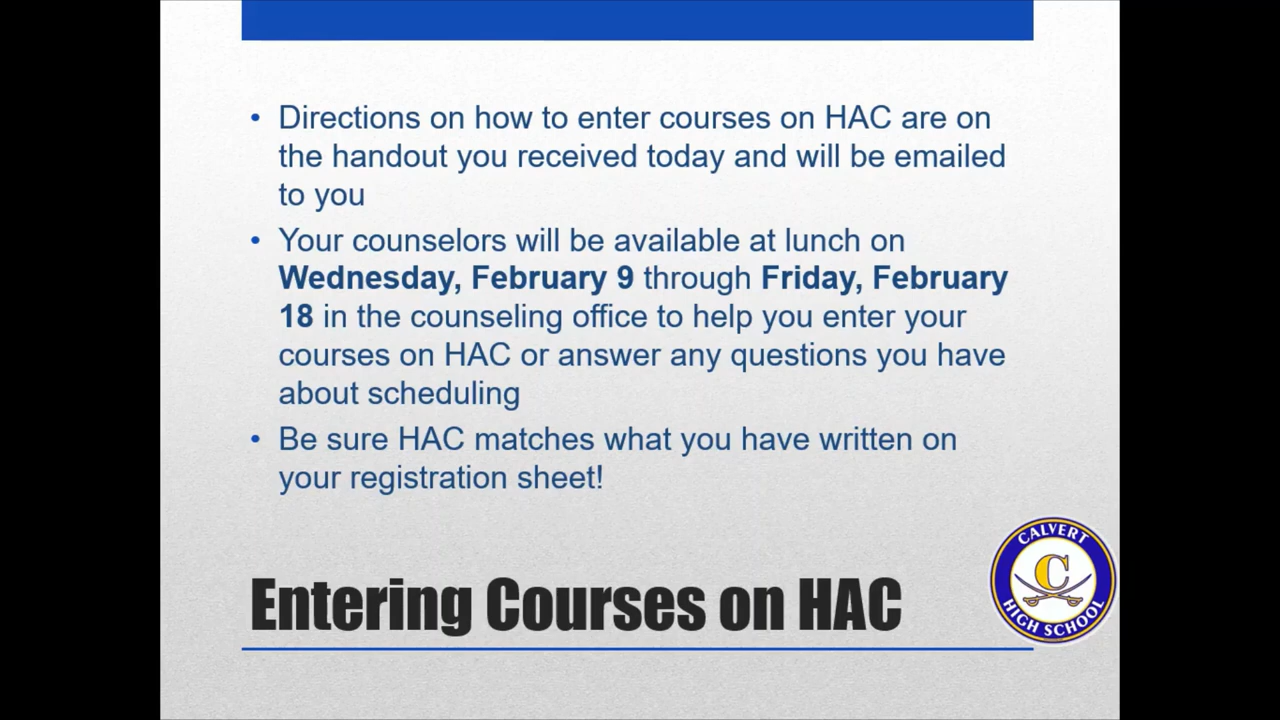 • Directions on how to enter courses on HAC are on
the handout you received today and will be emailed
to you
• Your counselors will be available at lunch on
Wednesday, February 9 through Friday, February
18 in the counseling office to help you enter your
courses on HAC or answer any questions you have
about scheduling
• Be sure HAC matches what you have written on
your registration sheet!
Entering Courses on HAC
CALVERT
C
HIGH SCHOOL